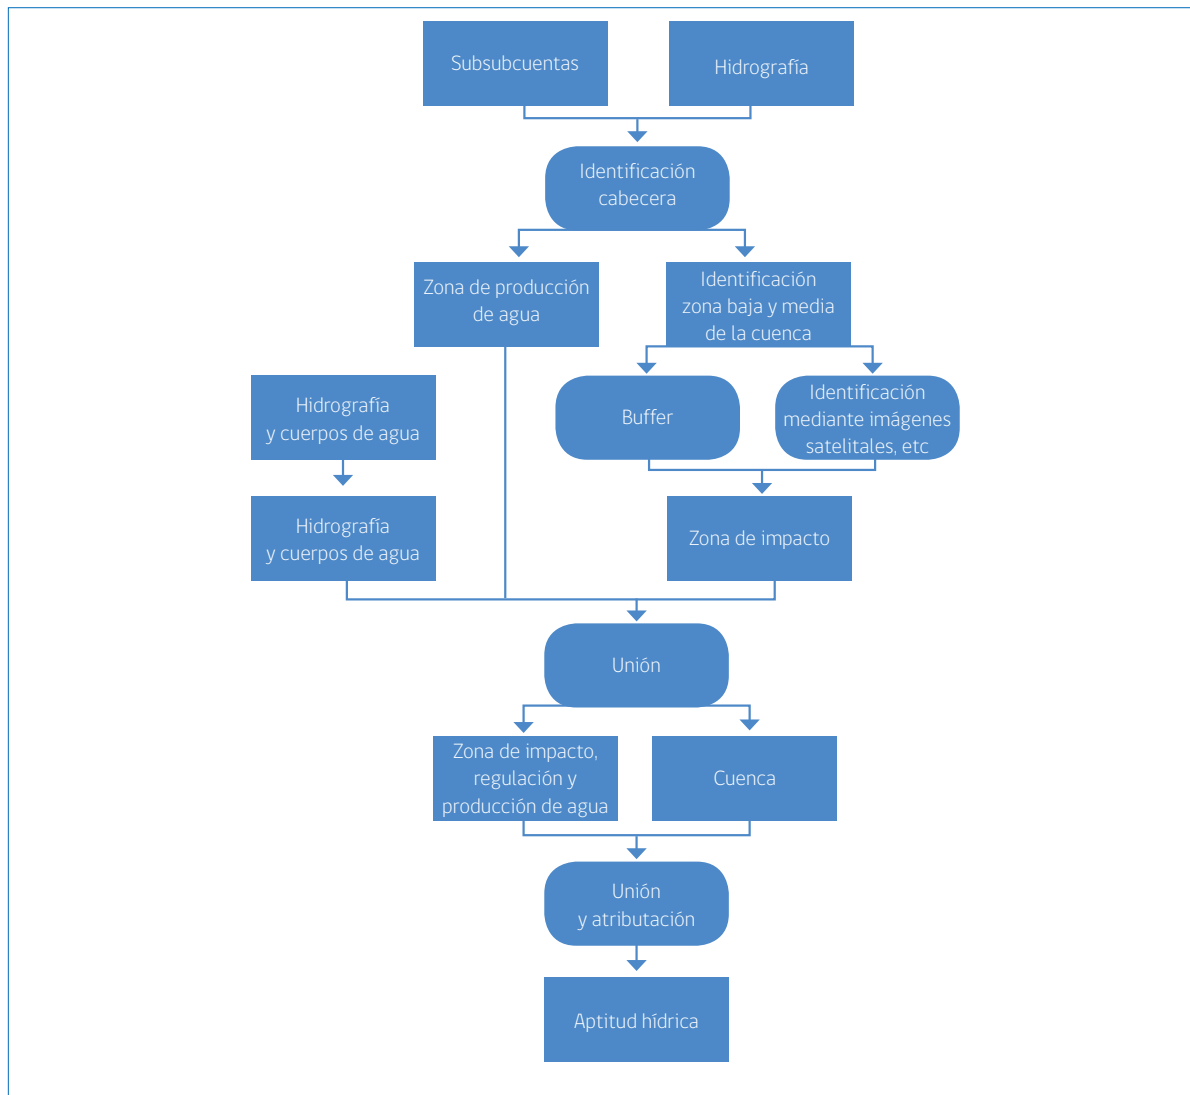 Subsubcuentas
Hidrografía
Identificación
cabecera
Zona de producción
de agua
Identificación
zona baja y media
de la cuenca
Hidrografía
y cuerpos de agua
Buffer
Identificación
mediante imágenes
satelitales, etc
Hidrografía
y cuerpos de agua
Zona de impacto
Unión
Zona de impacto,
regulación y
producción de agua
Cuenca
Unión
y atributación
Aptitud hídrica